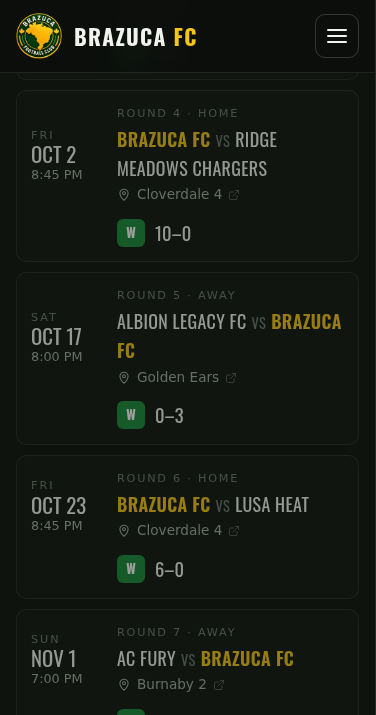 BRAZUCA
FOOTBALL CLUB
BRAZUCA FC
ROUND 4 · HOME
FRI
OCT 2
8:45 PM
BRAZUCA FC VS RIDGE
MEADOWS CHARGERS
Cloverdale 4
W 10–0
ROUND 5 · AWAY
SAT
OCT 17
8:00 PM
ALBION LEGACY FC VS BRAZUCA
FC
Golden Ears
W 0–3
ROUND 6 · HOME
FRI
OCT 23
8:45 PM
BRAZUCA FC VS LUSA HEAT
Cloverdale 4
W 6–0
ROUND 7 · AWAY
SUN
NOV 1
7:00 PM
AC FURY VS BRAZUCA FC
Burnaby 2